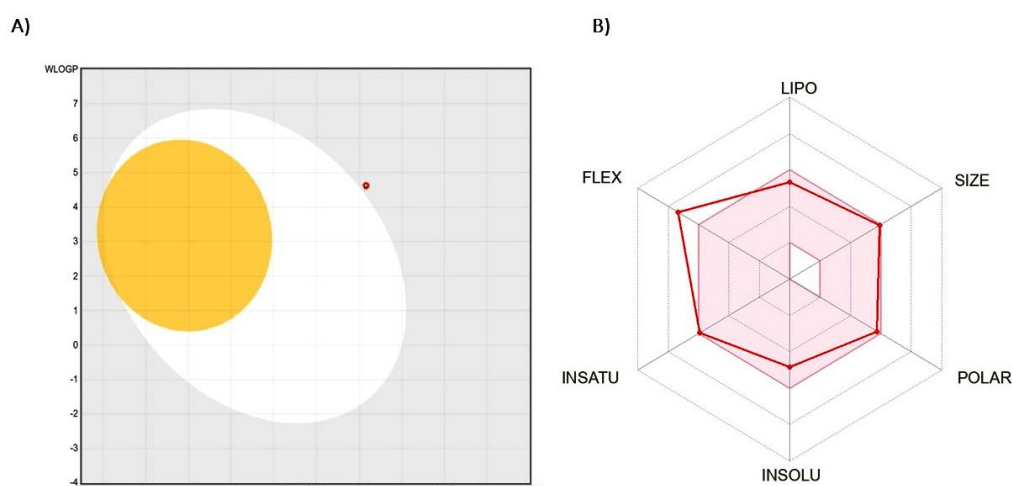 A)
WLOGP
7
6
5
4
3
2
1
0
-1
-2
-3
-4
B)
LIPO
FLEX
SIZE
INSATU
POLAR
INSOLU